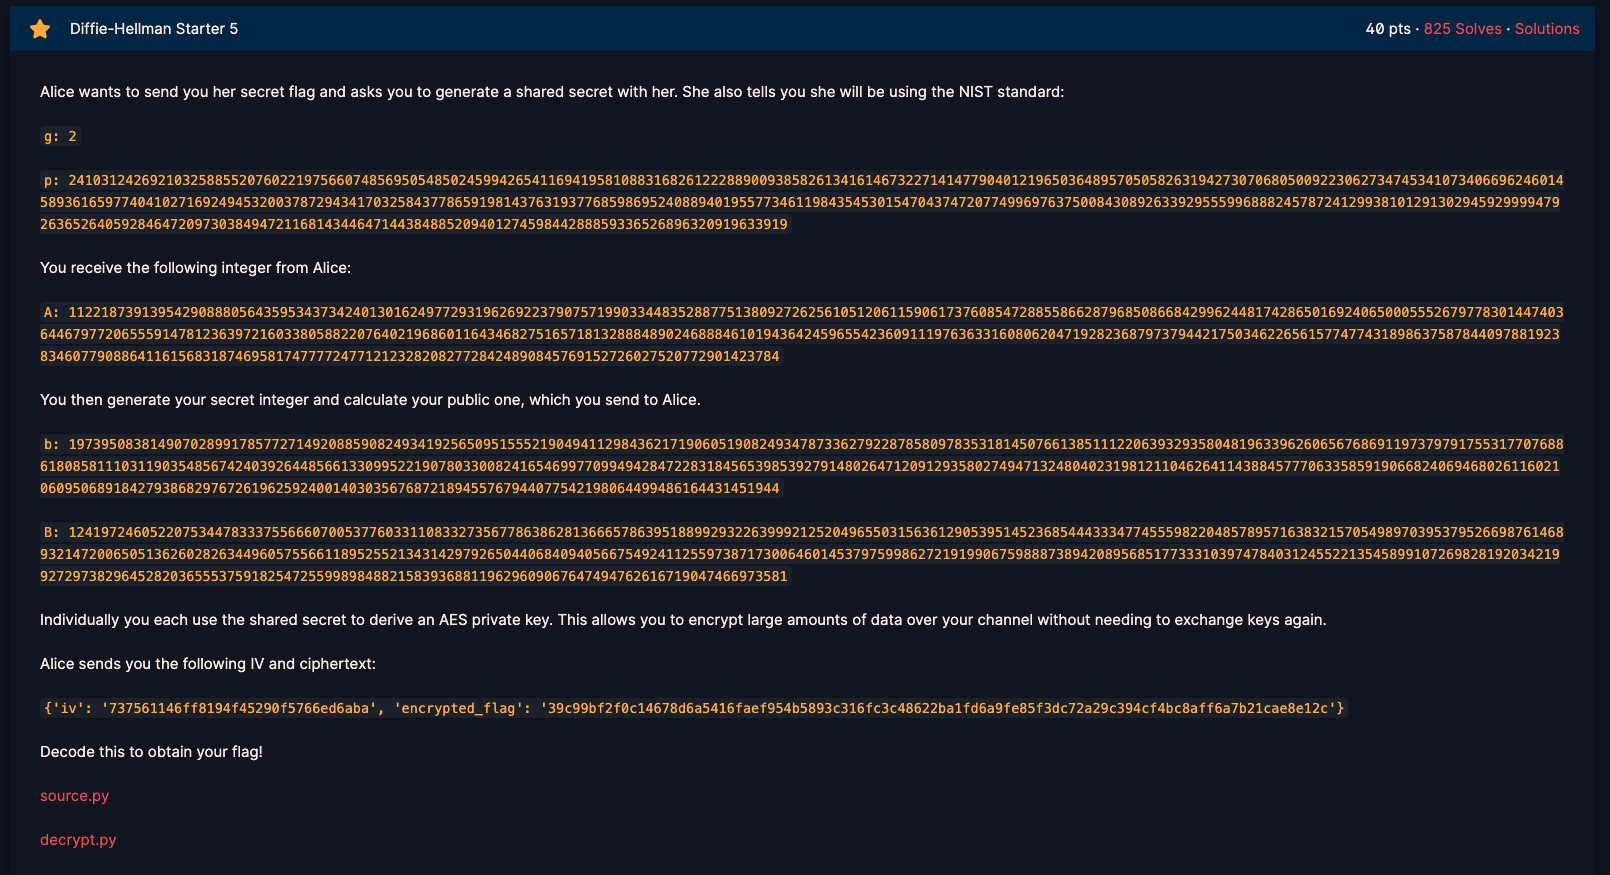 Diffie-Hellman Starter 5
40 pts · 825 Solves · Solutions
Alice wants to send you her secret flag and asks you to generate a shared secret with her. She also tells you she will be using the NIST standard:
g: 2
p: 241031242692103258855207602219756607485695054850245994265411694195810883168261222889009385826134161467322714147790401219650364895705058263194273070680500922306273474534107340669624601458936165977404102716924945320037872943417032584377865919814376319377685986952408894019557734611984354530154704374720774996976375008430892633929555996888245787241299381012913029459299994792636526405928464720973038494721168143446471443848852094012745984428885933652689632091963391​9
You receive the following integer from Alice:
A: 112218739139542908880564359534373424013016249772931962692237907571990334483528877513809272625610512061159061737608547288558662879685086684299624481742865016924065000555267977830144740364467977206555914781236397216033805882207640219686011643468275165718132888489024688846101943642459655423609111976363316080620471928236879737944217503462265615774774318986375878440978819238346077908864116156831874695817477772477121232820827728424890845769152726027520772901423784
You then generate your secret integer and calculate your public one, which you send to Alice.
b: 197395083814907028991785772714920885908249341925650951555219049411298436217190605190824934787336279228785809783531814507661385111220639329358048196339626065676869119737979175531770768861808581110311903548567424039264485661330995221907803300824165469977099494284722831845653985392791480264712091293580274947132480402319812110462641143884577706335859190668240694680261160210609506891842793868297672619625924001403035676872189455767944077542198064499486164431451944
B: 124197246052207534478333755666070053776033110833273567786386281366657863951889929322639992125204965503156361290539514523685444333477455598220485789571638321570549897039537952669876146893214720065051362602826344960575566118952552134314297926504406840940566754924112559738717300646014537975998627219199067598887389420895685177333103974784031245522135458991072698281920342199272973829645282036555375918254725599898488215839368811962960906764749476261671904746697358​1
Individually you each use the shared secret to derive an AES private key. This allows you to encrypt large amounts of data over your channel without needing to exchange keys again.
Alice sends you the following IV and ciphertext:
{'iv': '737561146ff8194f45290f5766ed6aba', 'encrypted_flag': '39c99bf2f0c14678d6a5416faef954b5893c316fc3c48622ba1fd6a9fe85f3dc72a29c394cf4bc8aff6a7b21cae8e12c'}
Decode this to obtain your flag!
source.py
decrypt.py